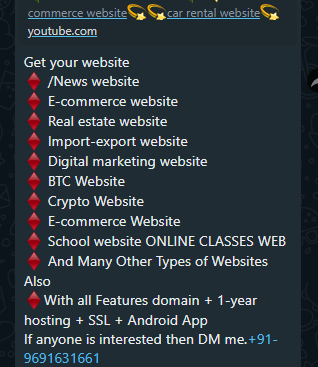 commerce website💫💫car rental website💫
youtube.com
Get your website
♦️ /News website
♦️ E-commerce website
♦️ Real estate website
♦️ Import-export website
♦️ Digital marketing website
♦️ BTC Website
♦️ Crypto Website
♦️ E-commerce Website
♦️ School website ONLINE CLASSES WEB
♦️ And Many Other Types of Websites
Also
♦️With all Features domain + 1-year
hosting + SSL + Android App
If anyone is interested then DM me.+91-
9691631661